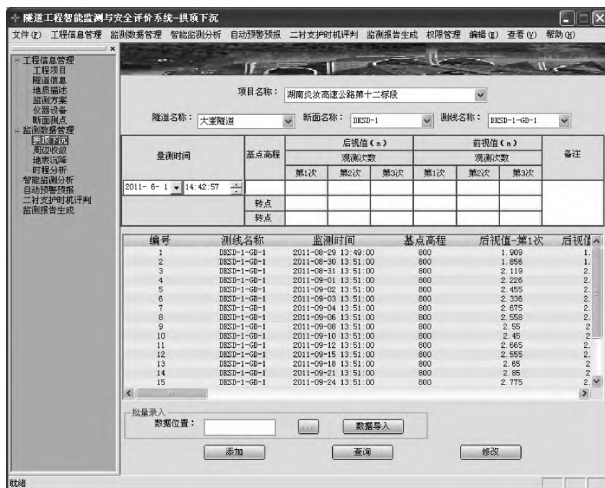 隧道工程智能监测与安全评价系统-拱顶下沉
文件(F) 工程信息管理 监测数据管理 智能监测分析 自动预警预报 二衬支护时机评判 监测报告生成 权限管理 编辑(E) 查看(V) 帮助(H)
工程信息管理
工程项目
隧道信息
地质描述
监测方案
仪器设备
断面测点
监测数据管理
拱顶下沉
周边收敛
地表沉降
时程分析
智能监测分析
自动预警预报
二衬支护时机评判
监测报告生成
项目名称: 湖南炎汝高速公路第十二标段
隧道名称: 大奎隧道 断面名称: DKSD-1 测线名称: DKSD-1-GD-1
量测时间 基点高程 后视值(m) 前视值(m) 备注
观测次数 观测次数
第1次 第2次 第3次 第1次 第2次 第3次
2011- 6- 1 14:42:57
转点
转点
编号 测线名称 监测时间 基点高程 后视值-第1次 后视值
1 DKSD-1-GD-1 2011-08-29 13:49:00 800 1.909 1.
2 DKSD-1-GD-1 2011-08-30 13:51:00 800 1.856 1.
3 DKSD-1-GD-1 2011-08-31 13:51:00 800 2.119 2.
4 DKSD-1-GD-1 2011-09-01 13:51:00 800 2.226 2.
5 DKSD-1-GD-1 2011-09-02 13:51:00 800 2.455 2.
6 DKSD-1-GD-1 2011-09-03 13:51:00 800 2.336 2.
7 DKSD-1-GD-1 2011-09-04 13:51:00 800 2.675 2.
8 DKSD-1-GD-1 2011-09-06 13:51:00 800 2.558 2.
9 DKSD-1-GD-1 2011-09-08 13:51:00 800 2.55 2.
10 DKSD-1-GD-1 2011-09-10 13:51:00 800 2.45 2.
11 DKSD-1-GD-1 2011-09-12 13:51:00 800 2.665 2.
12 DKSD-1-GD-1 2011-09-15 13:51:00 800 2.555 2.
13 DKSD-1-GD-1 2011-09-18 13:51:00 800 2.65 2
14 DKSD-1-GD-1 2011-09-21 13:51:00 800 2.85 2
15 DKSD-1-GD-1 2011-09-24 13:51:00 800 2.775 2.
批量录入
数据位置: ... 数据导入
添加 查询 修改
就绪